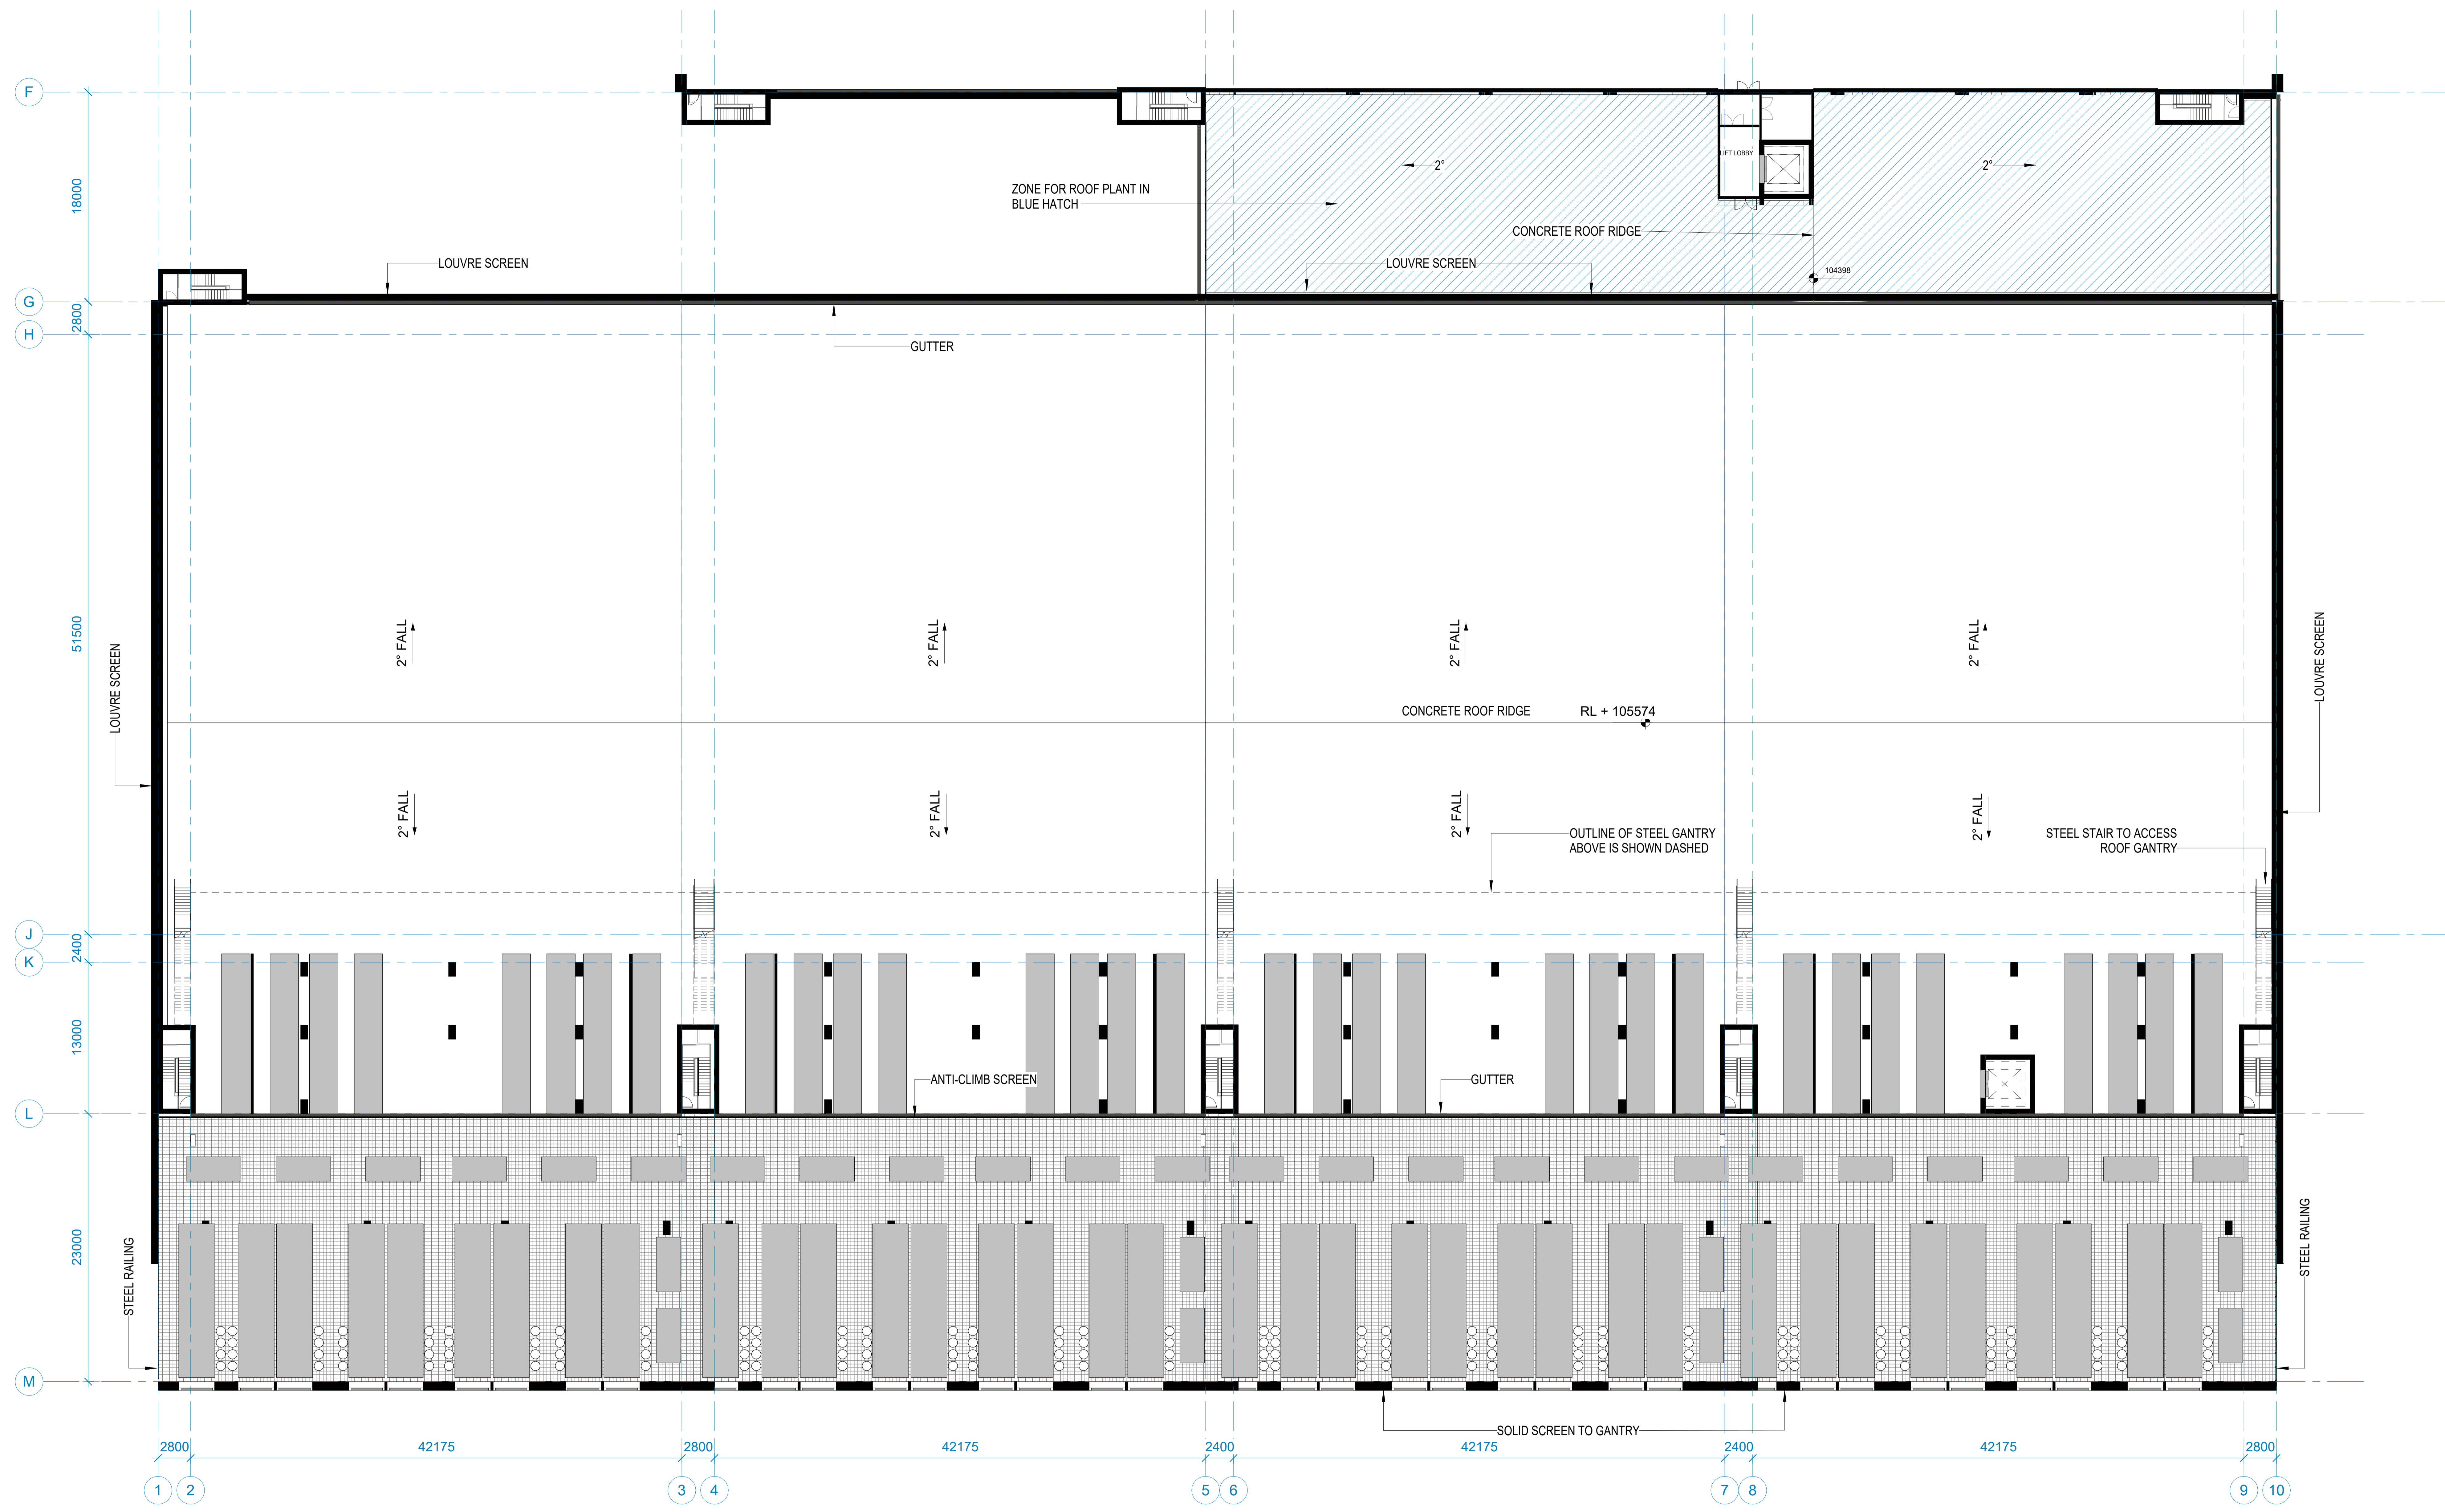 F
LIFT LOBBY
2°
2°
ZONE FOR ROOF PLANT IN
BLUE HATCH
18000
CONCRETE ROOF RIDGE
LOUVRE SCREEN
LOUVRE SCREEN
104398
G
2800
H
GUTTER
51500
2° FALL
2° FALL
2° FALL
2° FALL
LOUVRE SCREEN
LOUVRE SCREEN
CONCRETE ROOF RIDGE
RL + 105574
2° FALL
2° FALL
2° FALL
2° FALL
OUTLINE OF STEEL GANTRY
ABOVE IS SHOWN DASHED
STEEL STAIR TO ACCESS
ROOF GANTRY
J
2400
K
13000
ANTI-CLIMB SCREEN
GUTTER
L
23000
STEEL RAILING
STEEL RAILING
M
SOLID SCREEN TO GANTRY
2800
42175
2800
42175
2400
42175
2400
42175
2800
1
2
3
4
5
6
7
8
9
10